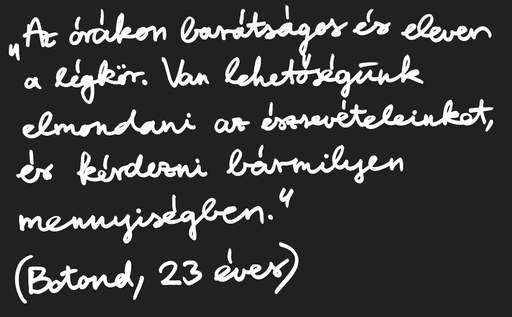 „Az órákon barátságos és eleven
a légkör. Van lehetőségünk
elmondani az észrevételeinket,
és kérdezni bármilyen
mennyiségben."
(Botond, 23 éves)